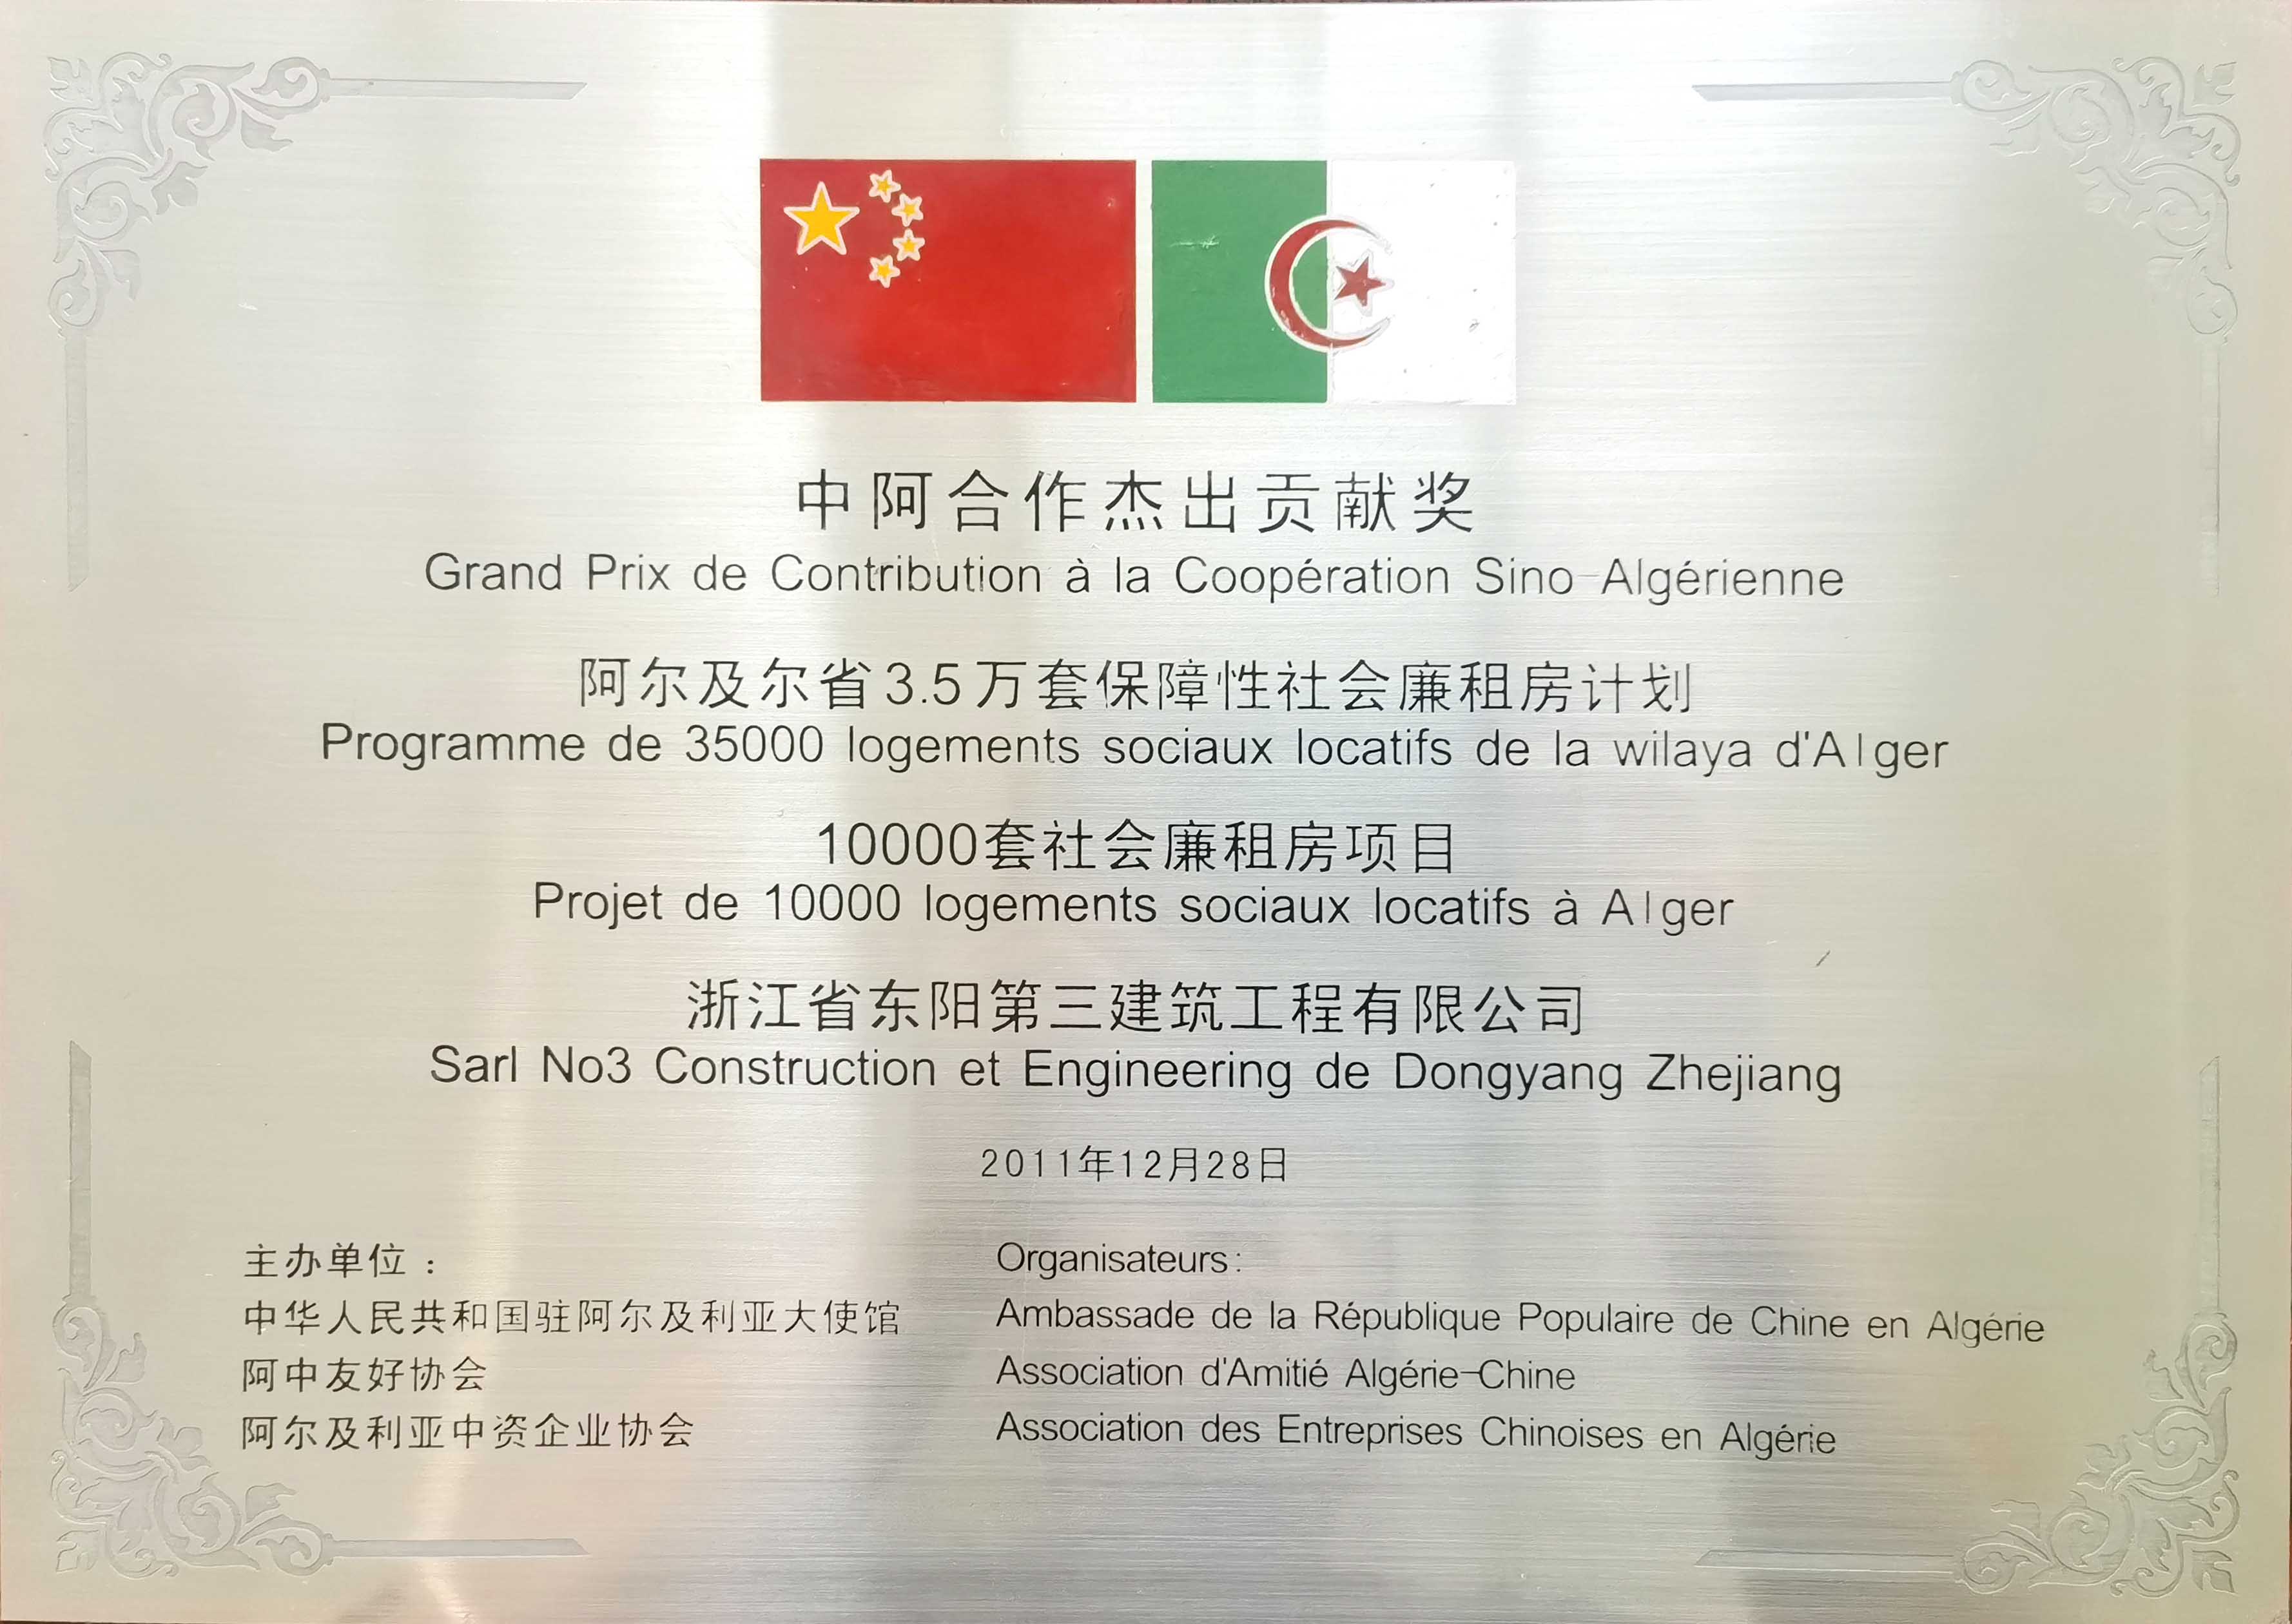 中阿合作杰出贡献奖
Grand Prix de Contribution à la Coopération Sino-Algérienne
阿尔及尔省3.5万套保障性社会廉租房计划
Programme de 35000 logements sociaux locatifs de la wilaya d'Alger
10000套社会廉租房项目
Projet de 10000 logements sociaux locatifs à Alger
浙江省东阳第三建筑工程有限公司
Sarl No3 Construction et Engineering de Dongyang Zhejiang
2011年12月28日
主办单位：
中华人民共和国驻阿尔及利亚大使馆
阿中友好协会
阿尔及利亚中资企业协会
Organisateurs:
Ambassade de la République Populaire de Chine en Algérie
Association d'Amitié Algérie-Chine
Association des Entreprises Chinoises en Algérie